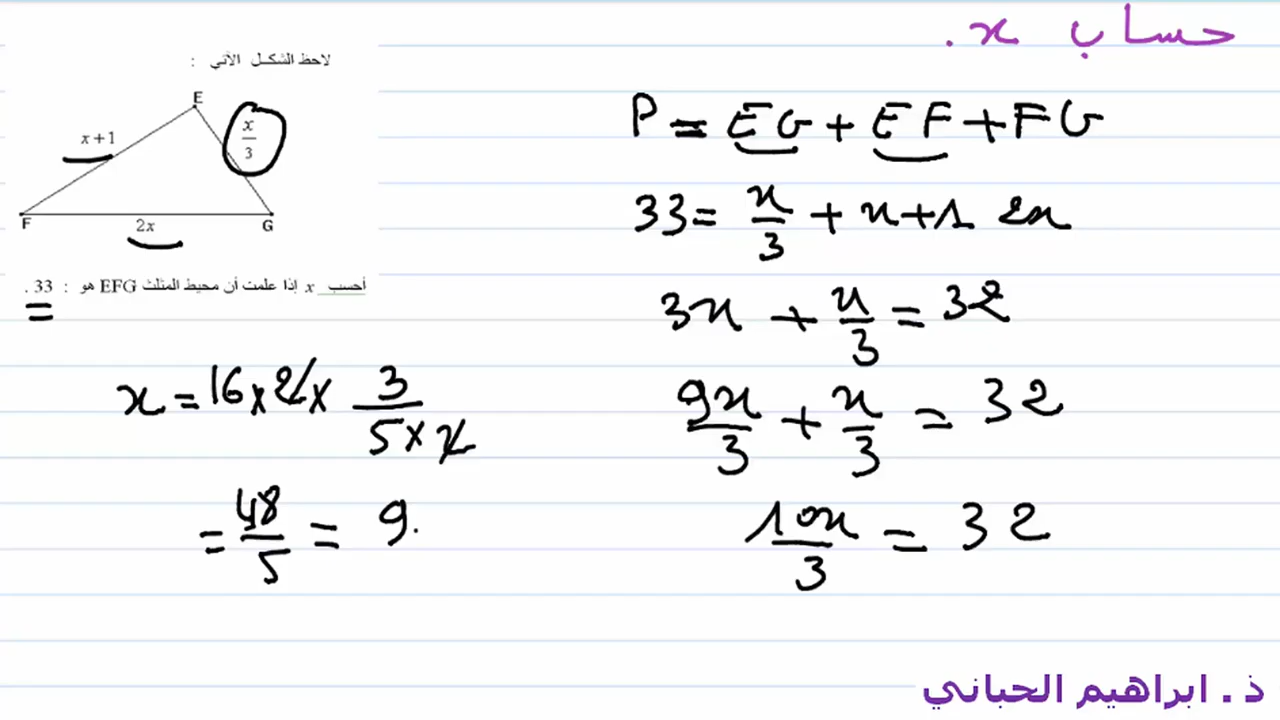 حساب x .
لاحظ الشكل الآتي :
E
x+1
x/3
F
2x
G
أحسب x إذا علمت أن محيط المثلث EFG هو : 33 .
=
P = EG + EF + FG
33 = x/3 + x+1 2x
3x + x/3 = 32
9x/3 + x/3 = 32
10x/3 = 32
x = 16 x 2 x 3/(5 x 2)
= 48/5 = 9.
ذ . ابراهيم الحباني